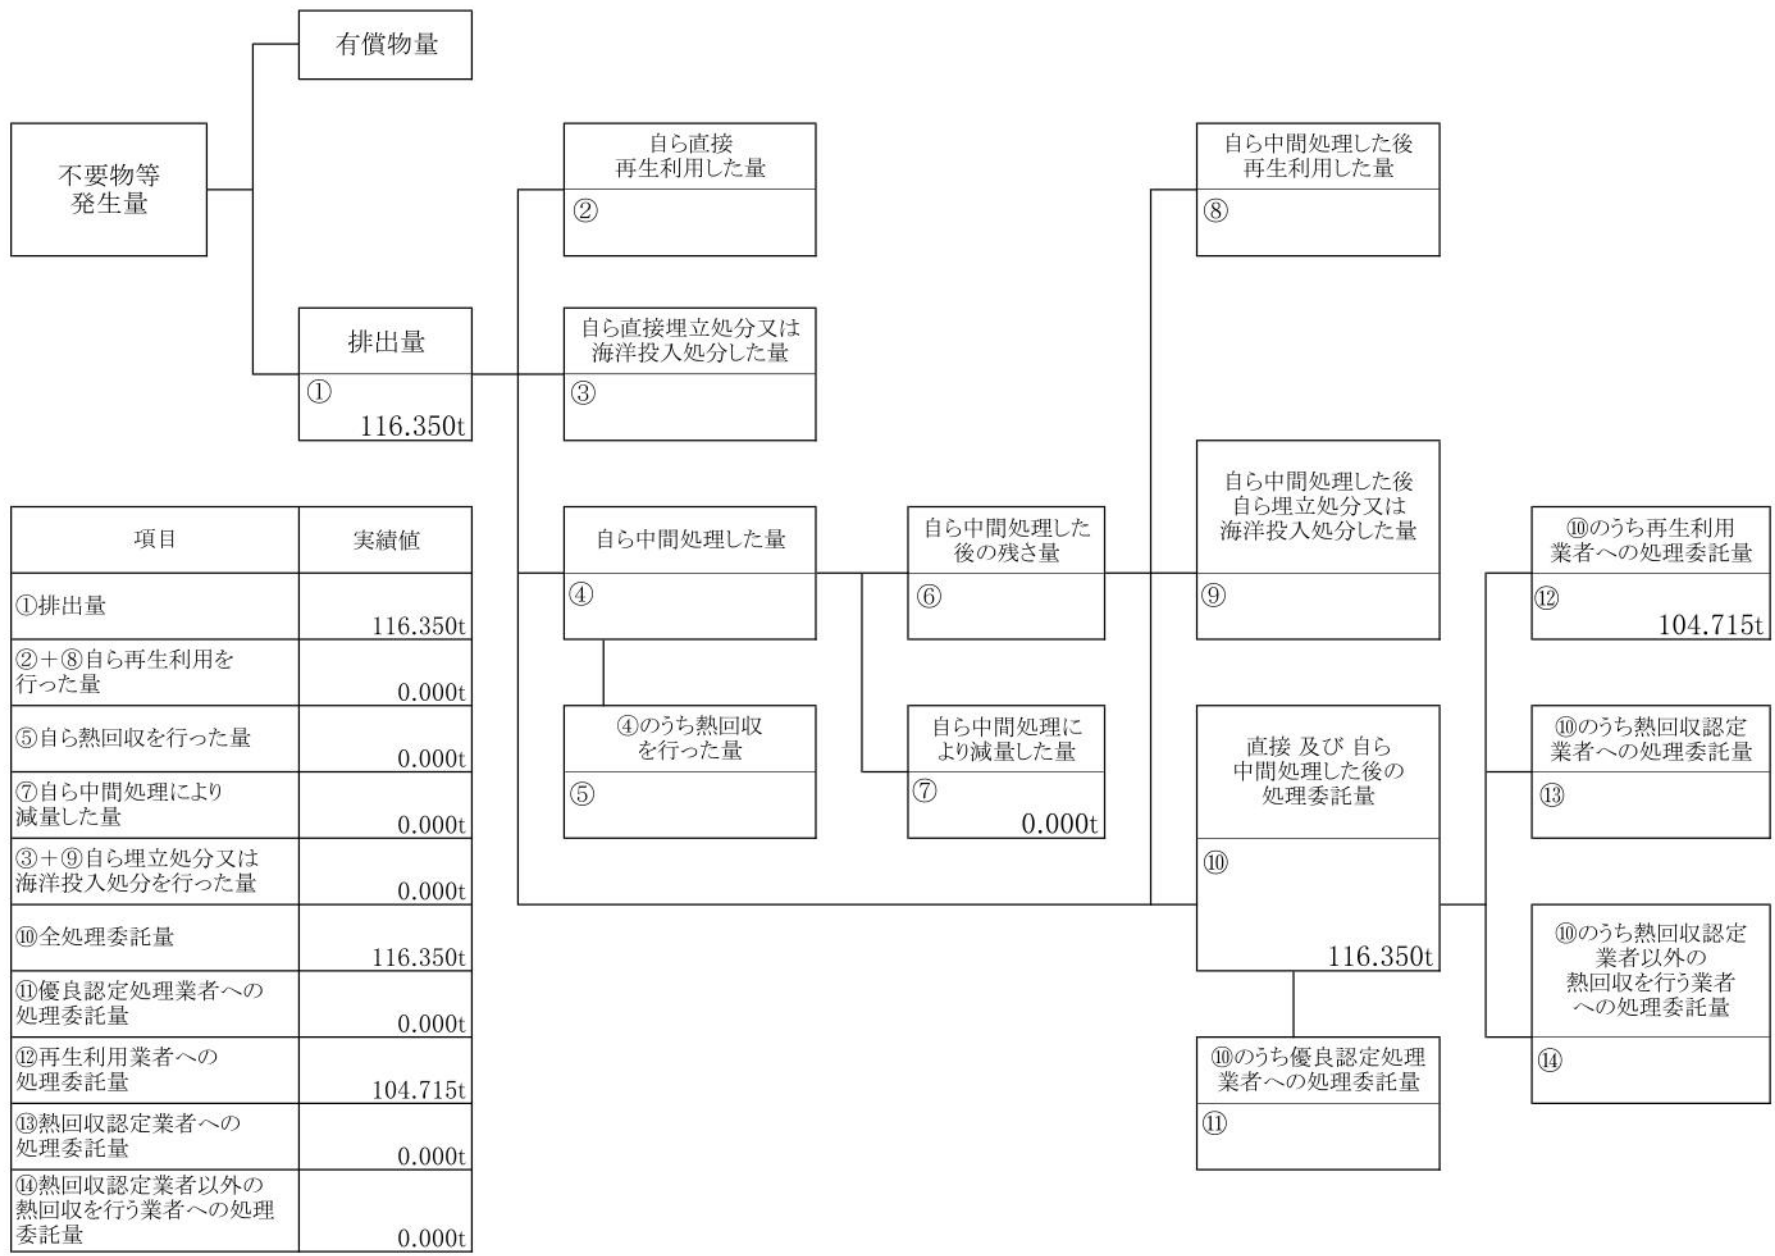 有償物量
不要物等
発生量
自ら直接
再生利用した量
②
自ら中間処理した後
再生利用した量
⑧
排出量
①
116.350t
自ら直接埋立処分又は
海洋投入処分した量
③
自ら中間処理した量
④
自ら中間処理した
後の残さ量
⑥
自ら中間処理した後
自ら埋立処分又は
海洋投入処分した量
⑨
⑩のうち再生利用
業者への処理委託量
⑫
104.715t
④のうち熱回収
を行った量
⑤
自ら中間処理に
より減量した量
⑦
0.000t
直接 及び 自ら
中間処理した後の
処理委託量
⑩
116.350t
⑩のうち熱回収認定
業者への処理委託量
⑬
⑩のうち熱回収認定
業者以外の
熱回収を行う業者
への処理委託量
⑭
⑩のうち優良認定処理
業者への処理委託量
⑪
項目 実績値
①排出量
116.350t
②＋⑧自ら再生利用を
行った量
0.000t
⑤自ら熱回収を行った量
0.000t
⑦自ら中間処理により
減量した量
0.000t
③＋⑨自ら埋立処分又は
海洋投入処分を行った量
0.000t
⑩全処理委託量
116.350t
⑪優良認定処理業者への
処理委託量
0.000t
⑫再生利用業者への
処理委託量
104.715t
⑬熱回収認定業者への
処理委託量
0.000t
⑭熱回収認定業者以外の
熱回収を行う業者への処理
委託量
0.000t